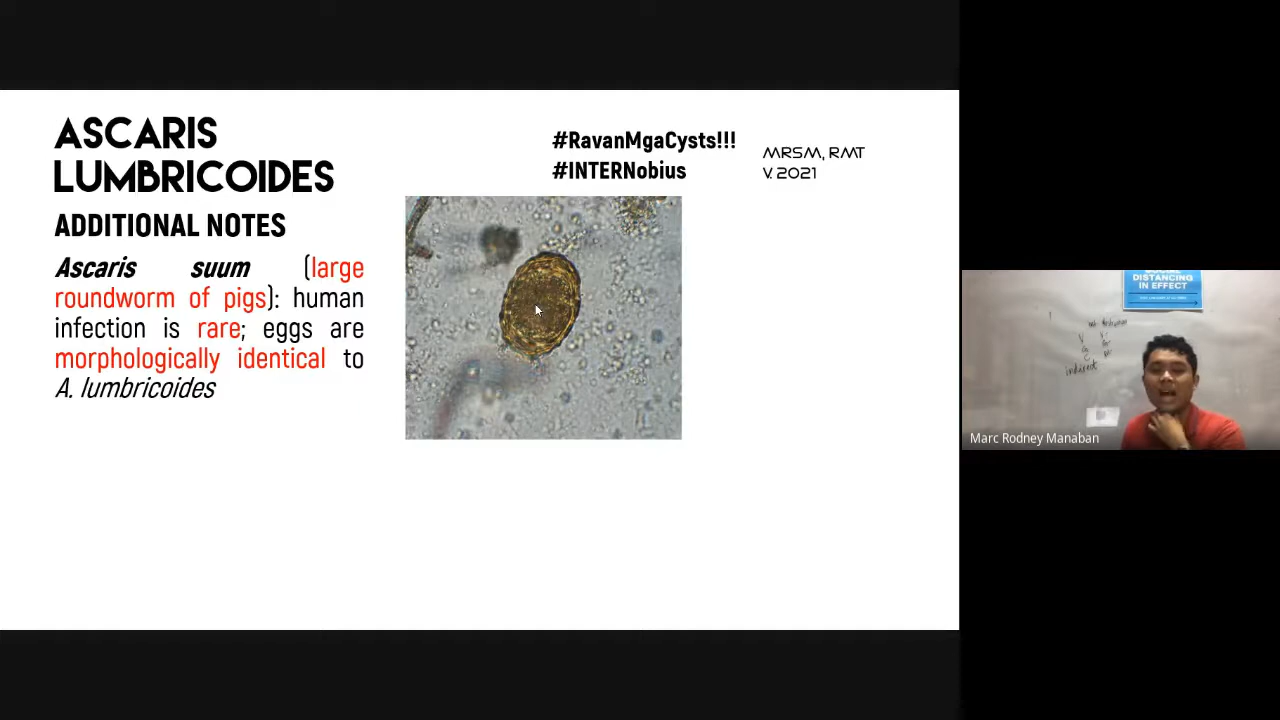 ASCARIS
LUMBRICOIDES
ADDITIONAL NOTES
Ascaris suum (large
roundworm of pigs): human
infection is rare; eggs are
morphologically identical to
A. lumbricoides
#RavanMgaCysts!!!
#INTERNobius
MRSM, RMT
V. 2021
DISTANCING
IN EFFECT
indirect
Marc Rodney Manaban